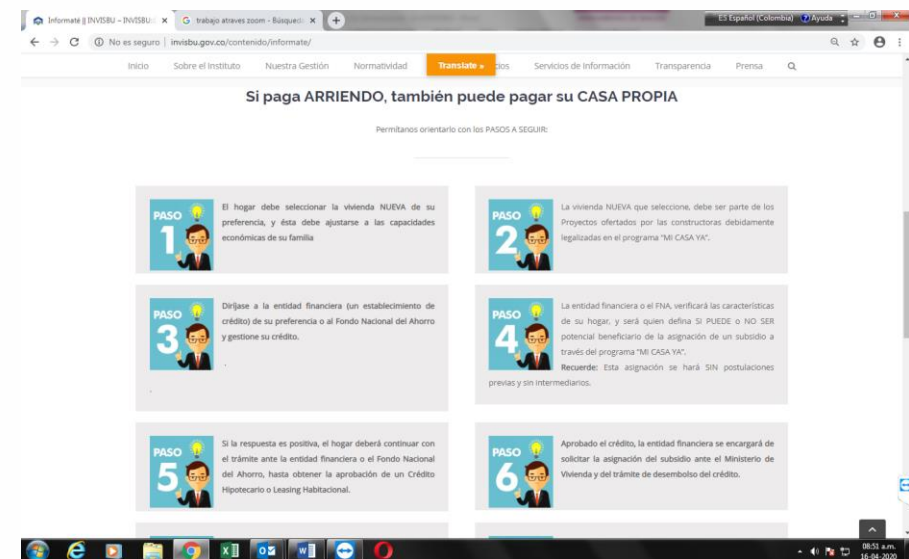 Informaté || INVISBU – INVISBU
trabajo atraves zoom - Búsqued
ES Español (Colombia)
Ayuda
No es seguro | invisbu.gov.co/contenido/informate/
Inicio Sobre el Instituto Nuestra Gestión Normatividad Translate » Servicios de Información Transparencia Prensa
Si paga ARRIENDO, también puede pagar su CASA PROPIA
Permítanos orientarlo con los PASOS A SEGUIR:
PASO 1
El hogar debe seleccionar la vivienda NUEVA de su
preferencia, y ésta debe ajustarse a las capacidades
económicas de su familia
PASO 2
La vivienda NUEVA que seleccione, debe ser parte de los
Proyectos ofertados por las constructoras debidamente
legalizadas en el programa "MI CASA YA".
PASO 3
Diríjase a la entidad financiera (un establecimiento de
crédito) de su preferencia o al Fondo Nacional del Ahorro
y gestione su crédito.
.
.
PASO 4
La entidad financiera o el FNA, verificará las características
de su hogar, y será quien defina SI PUEDE o NO SER
potencial beneficiario de la asignación de un subsidio a
través del programa "MI CASA YA".
Recuerde: Esta asignación se hará SIN postulaciones
previas y sin intermediarios.
PASO 5
Si la respuesta es positiva, el hogar deberá continuar con
el trámite ante la entidad financiera o el Fondo Nacional
del Ahorro, hasta obtener la aprobación de un Crédito
Hipotecario o Leasing Habitacional.
PASO 6
Aprobado el crédito, la entidad financiera se encargará de
solicitar la asignación del subsidio ante el Ministerio de
Vivienda y del trámite de desembolso del crédito.
08:51 a.m.
16-04-2020